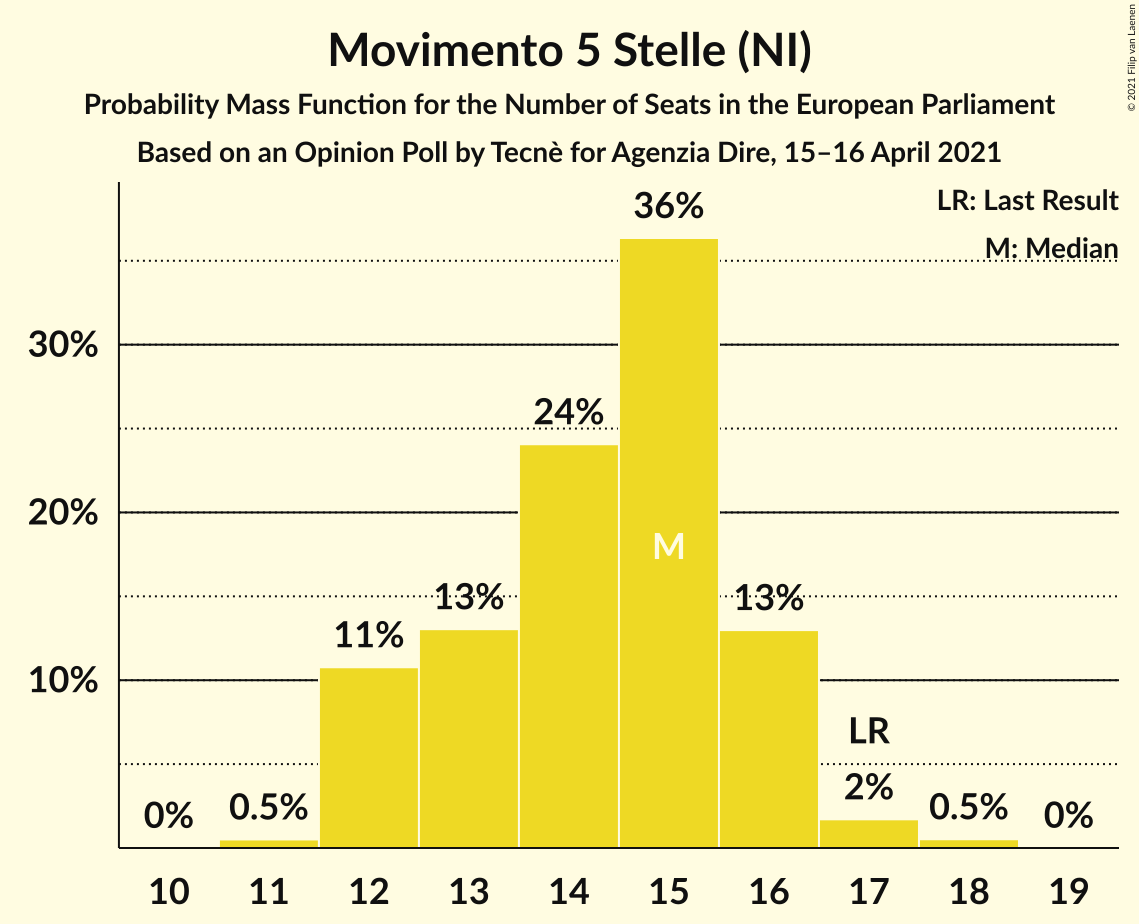 Movimento 5 Stelle (NI)
Probability Mass Function for the Number of Seats in the European Parliament
Based on an Opinion Poll by Tecnè for Agenzia Dire, 15–16 April 2021
© 2021 Filip van Laenen
LR: Last Result
M: Median
36%
30%
24%
20%
M
13%
13%
11%
10%
LR
2%
0%
0.5%
0.5%
0%
10 11 12 13 14 15 16 17 18 19